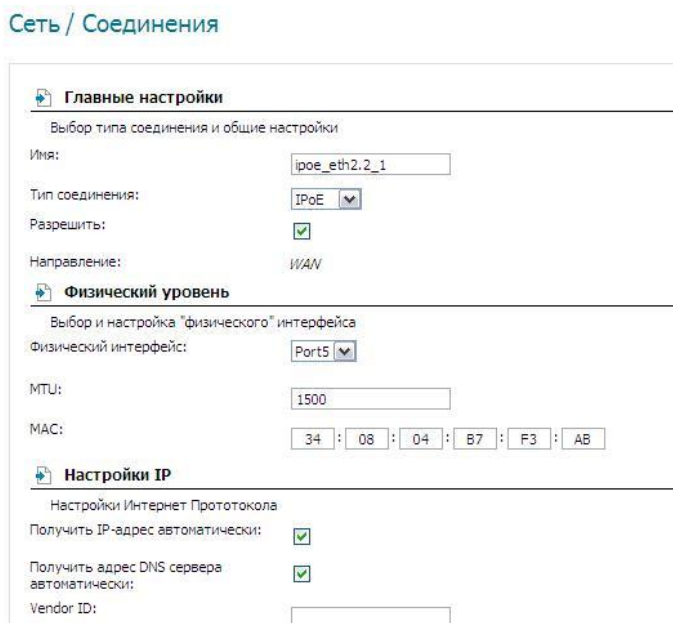 Сеть / Соединения
Главные настройки
Выбор типа соединения и общие настройки
Имя: ipoe_eth2.2_1
Тип соединения: IPoE
Разрешить:
Направление: WAN
Физический уровень
Выбор и настройка "физического" интерфейса
Физический интерфейс: Port5
MTU: 1500
MAC: 34 : 08 : 04 : B7 : F3 : AB
Настройки IP
Настройки Интернет Прототокола
Получить IP-адрес автоматически:
Получить адрес DNS сервера
автоматически:
Vendor ID: